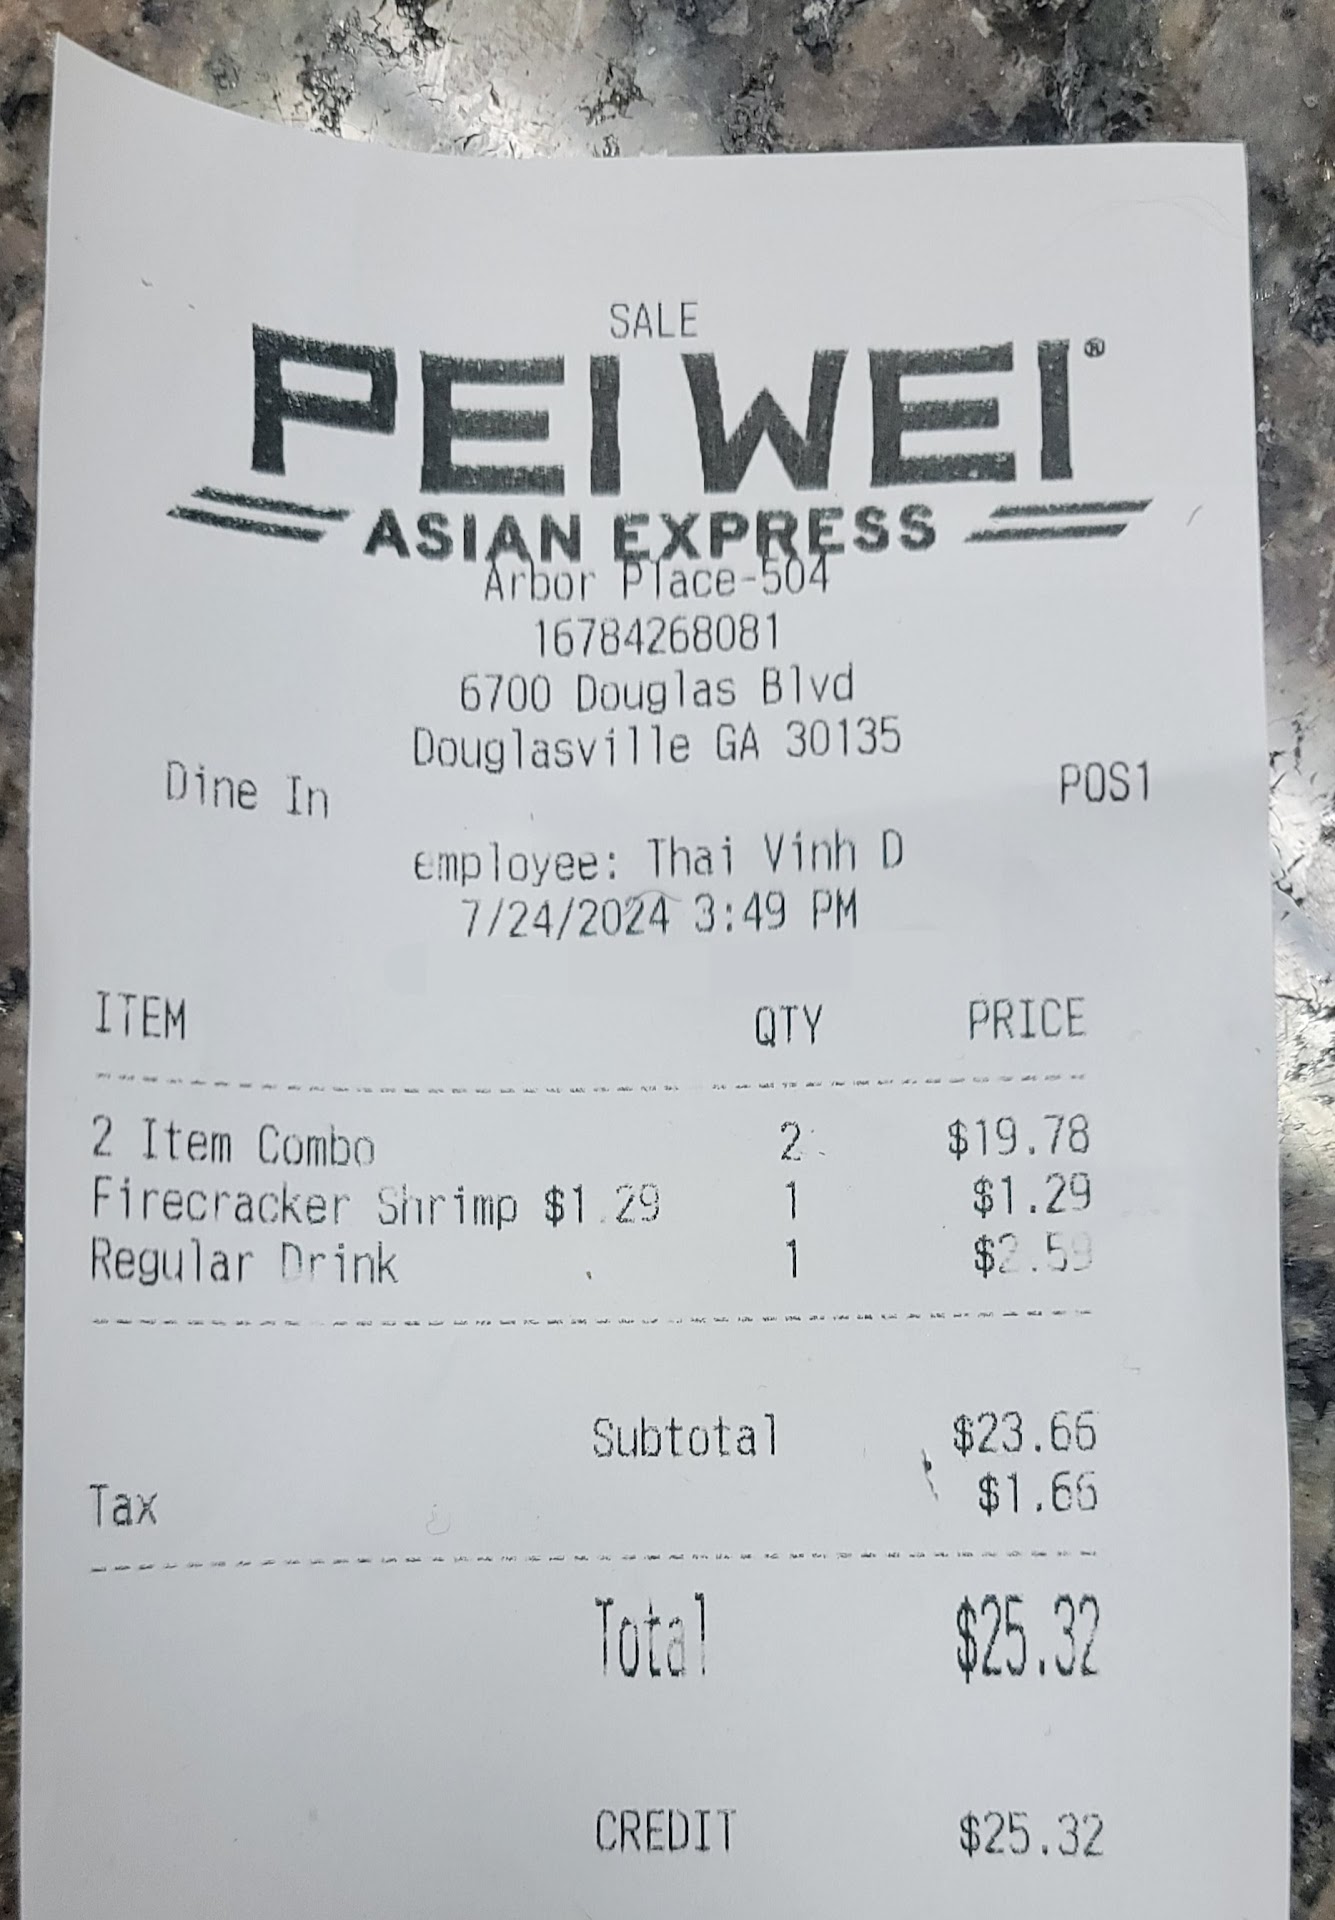 SALE
PEI WEI®
ASIAN EXPRESS
Arbor Place-504
16784268081
6700 Douglas Blvd
Douglasville GA 30135
Dine In POS1
employee: Thai Vinh D
7/24/2024 3:49 PM
ITEM QTY PRICE
2 Item Combo 2 $19.78
Firecracker Shrimp $1.29 1 $1.29
Regular Drink 1 $2.59
Subtotal $23.66
Tax $1.66
Total $25.32
CREDIT $25.32